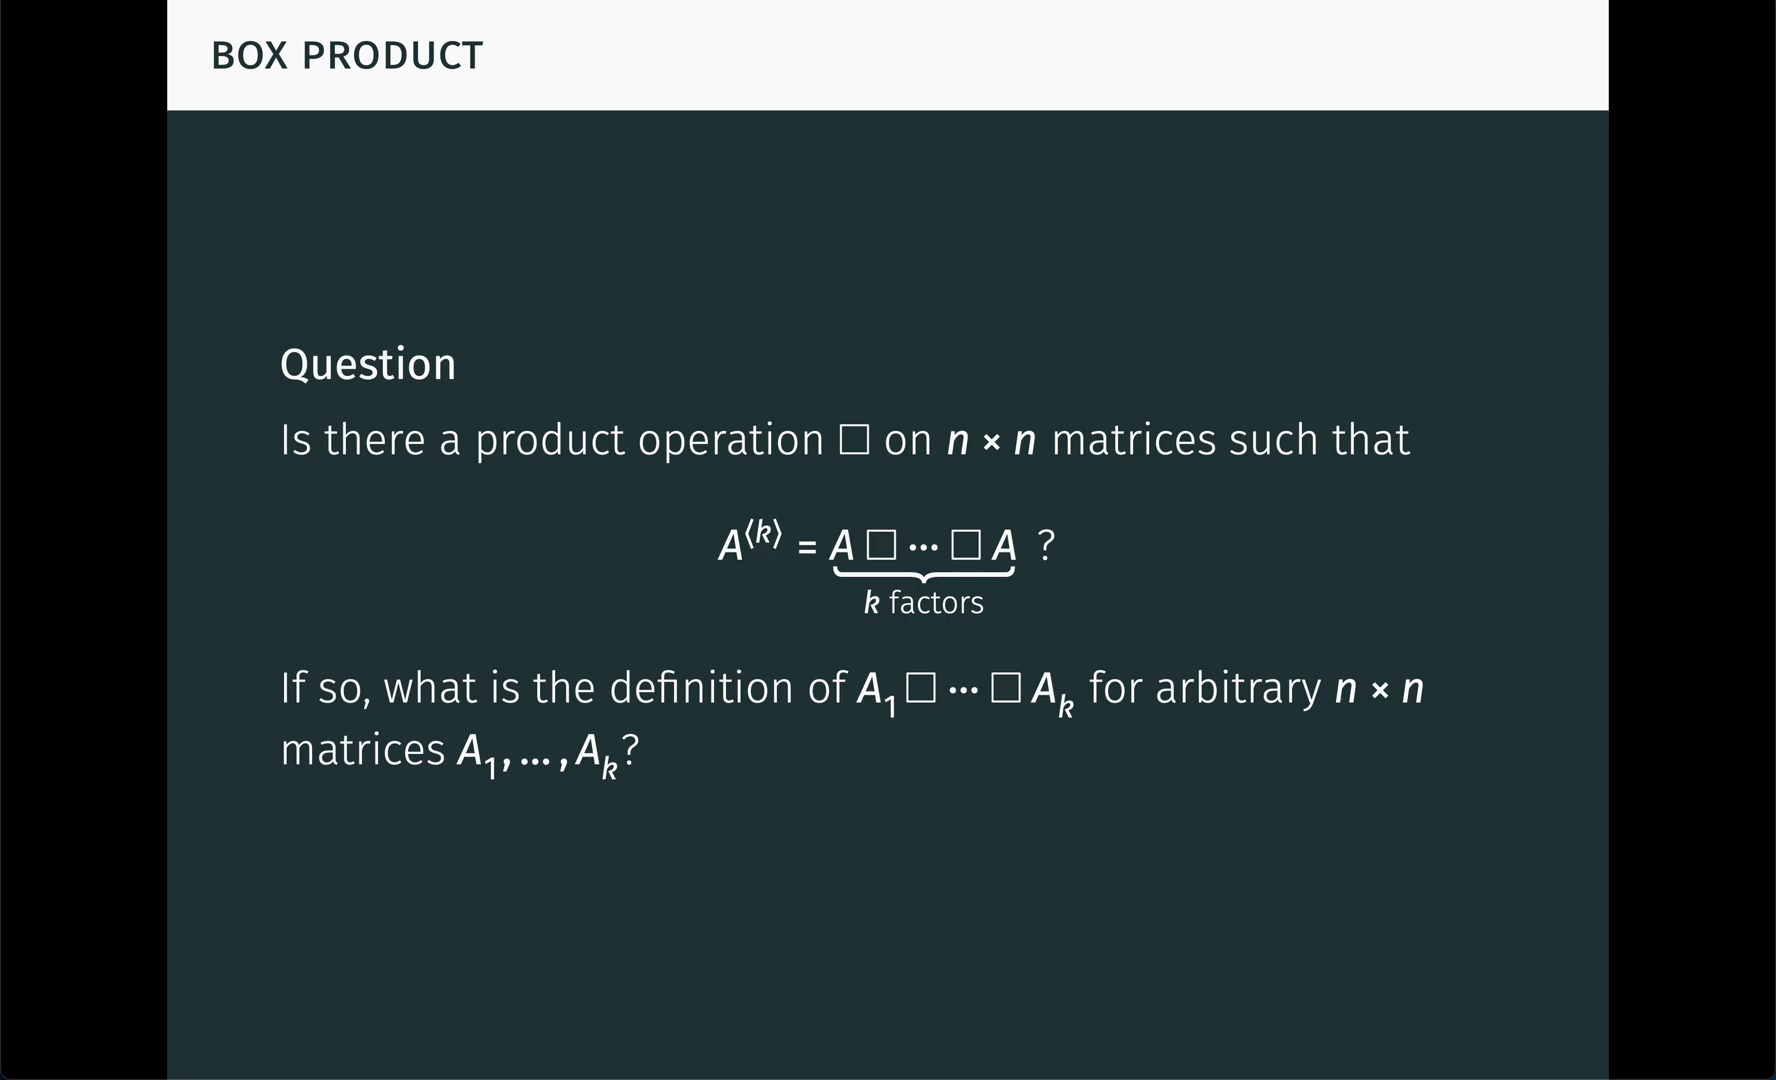 BOX PRODUCT
Question
Is there a product operation □ on n × n matrices such that
A⟨k⟩ = A □ ··· □ A ?
k factors
If so, what is the definition of A₁ □ ··· □ Aₖ for arbitrary n × n
matrices A₁, … , Aₖ?